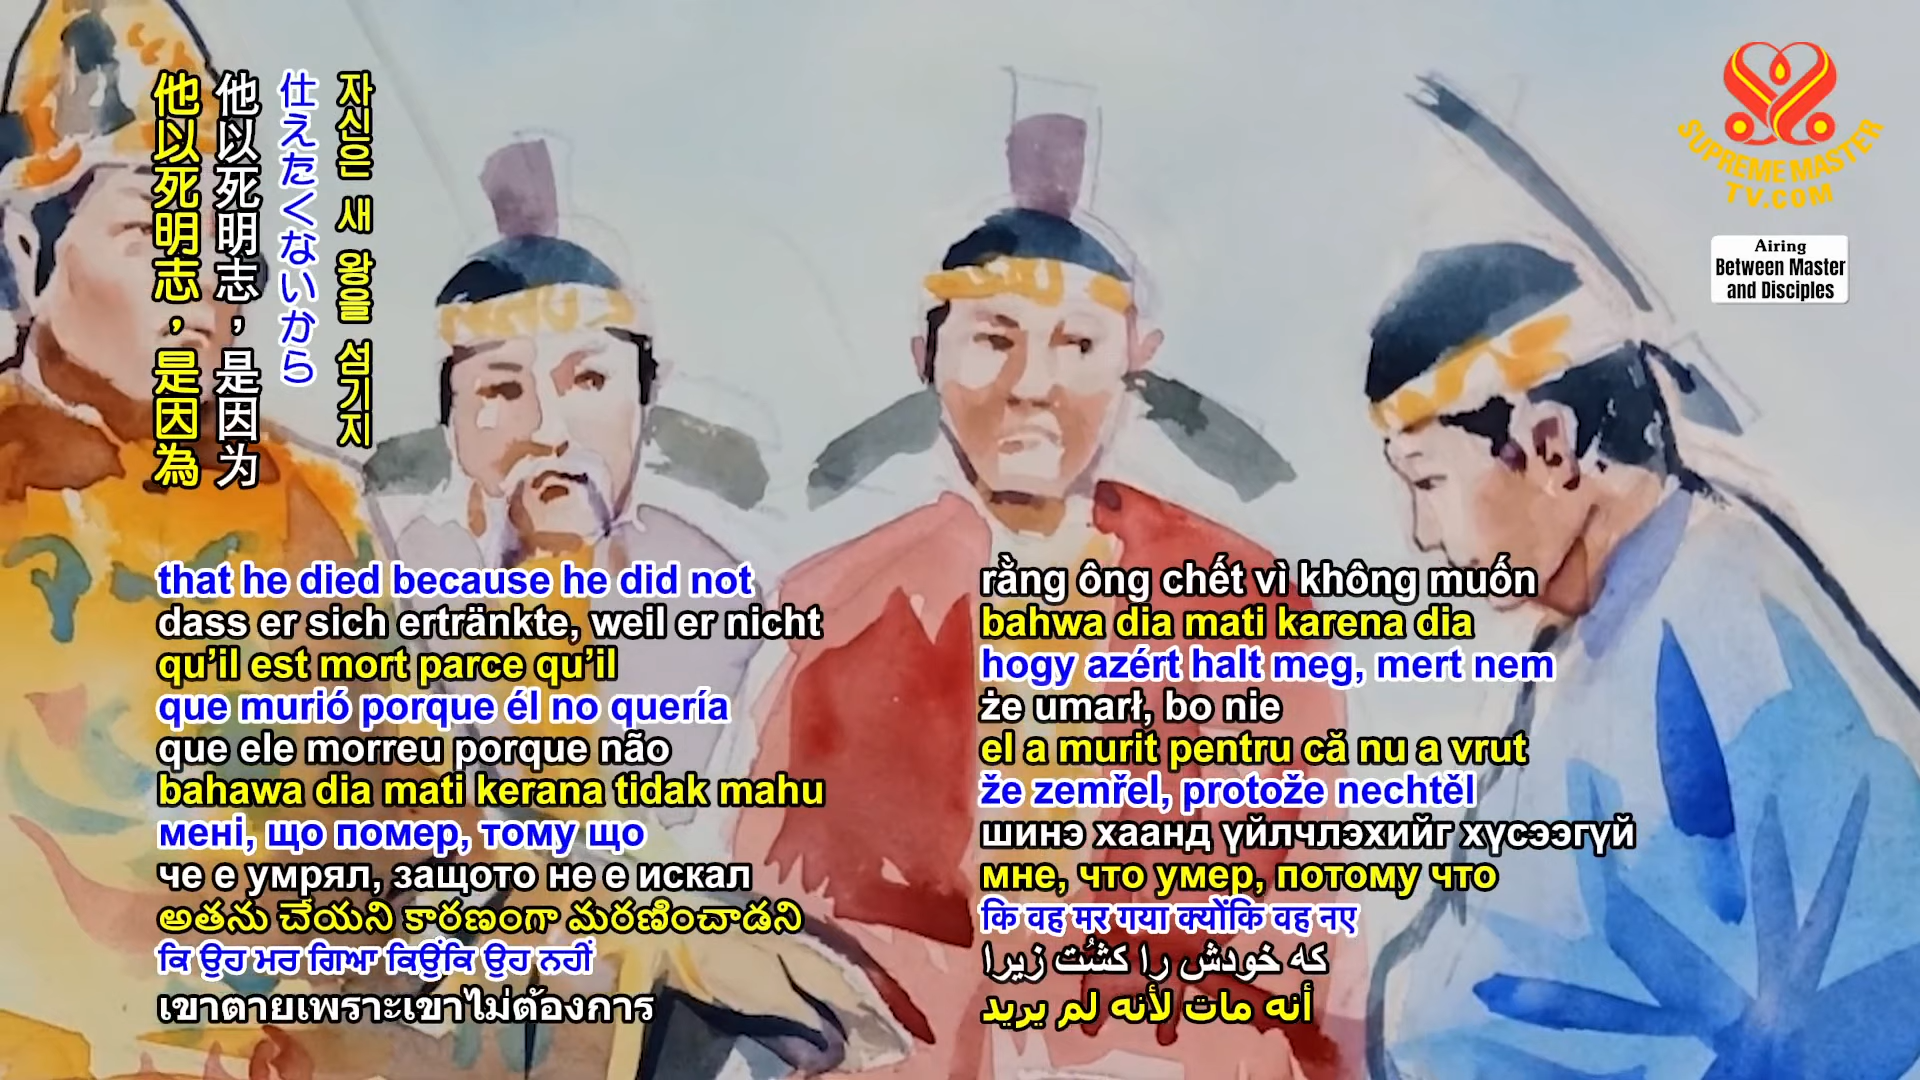 他以死明志，是因為
他以死明志，是因为
仕えたくないから
자신은 새 왕을 섬기지
SUPREME MASTER
TV.COM
Airing
Between Master
and Disciples
that he died because he did not
dass er sich ertränkte, weil er nicht
qu’il est mort parce qu’il
que murió porque él no quería
que ele morreu porque não
bahawa dia mati kerana tidak mahu
мені, що помер, тому що
че е умрял, защото не е искал
అతను చేయని కారణంగా మరణించాడని
ਕਿ ਉਹ ਮਰ ਗਿਆ ਕਿਉਂਕਿ ਉਹ ਨਹੀਂ
เขาตายเพราะเขาไม่ต้องการ
rằng ông chết vì không muốn
bahwa dia mati karena dia
hogy azért halt meg, mert nem
że umarł, bo nie
el a murit pentru că nu a vrut
že zemřel, protože nechtěl
шинэ хаанд үйлчлэхийг хүсээгүй
мне, что умер, потому что
कि वह मर गया क्योंकि वह नए
که خودش را کشُت زیرا
أنه مات لأنه لم يريد